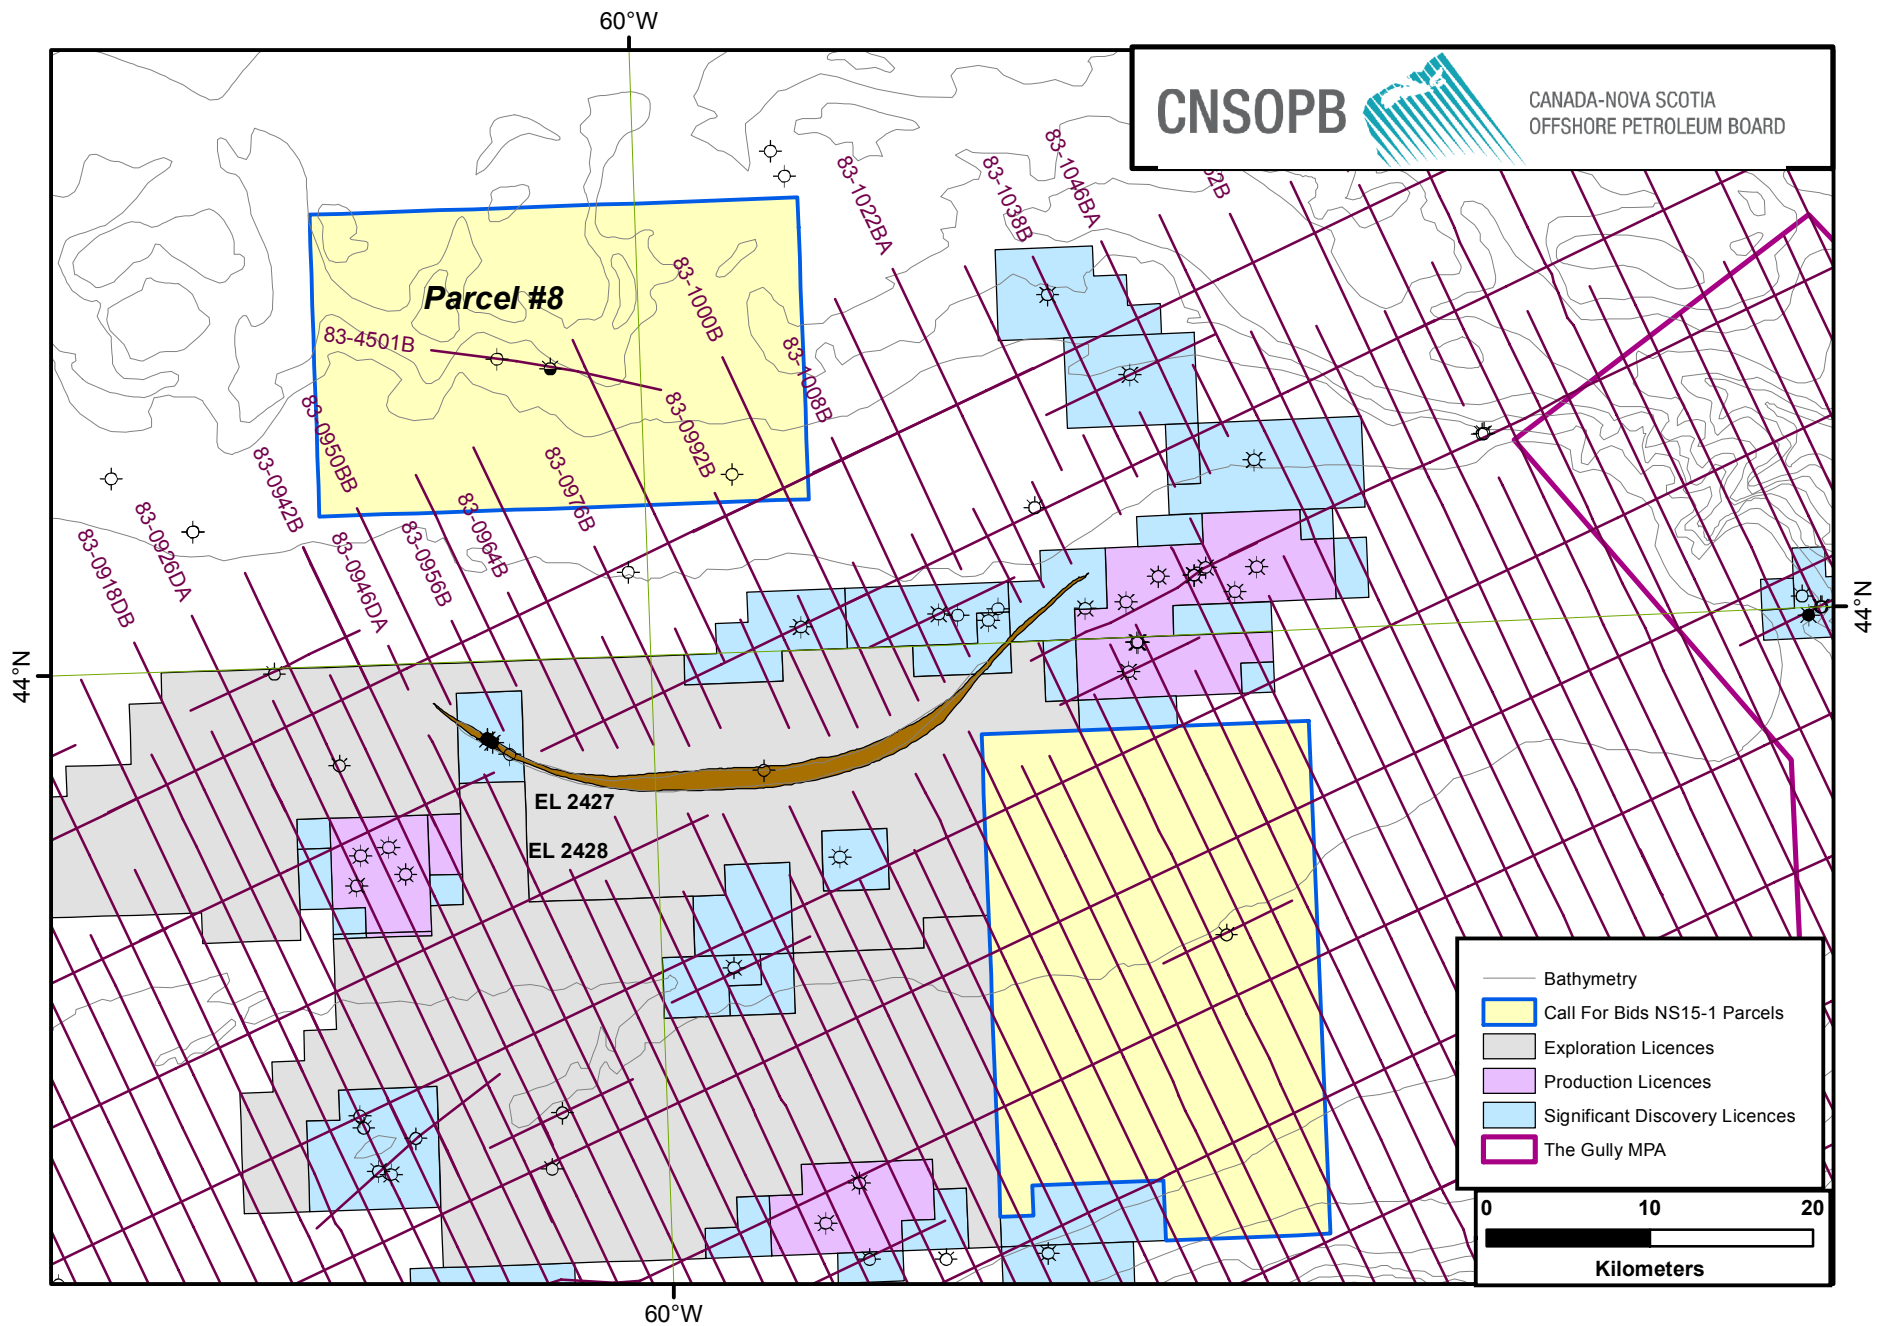 60°W
CNSOPB
CANADA-NOVA SCOTIA
OFFSHORE PETROLEUM BOARD
83-1022BA
83-1038B
83-1046BA
Parcel #8
83-4501B
83-1000B
83-1008B
83-0992B
83-0950BB
83-0942B
83-0926DA
83-0918DB
83-0946DA
83-0956B
83-0964B
83-0976B
44°N
44°N
EL 2427
EL 2428
Bathymetry
Call For Bids NS15-1 Parcels
Exploration Licences
Production Licences
Significant Discovery Licences
The Gully MPA
0 10 20
Kilometers
60°W